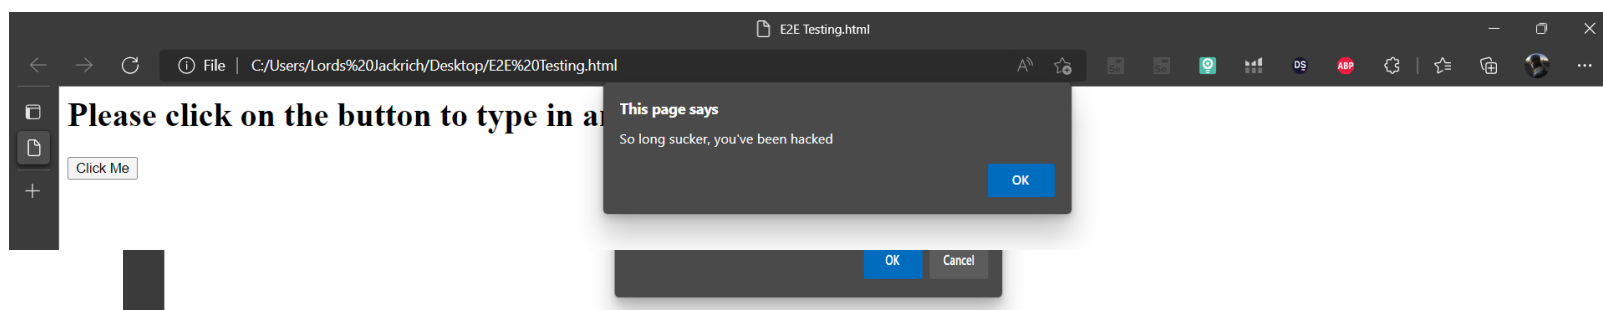 E2E Testing.html
File | C:/Users/Lords%20Jackrich/Desktop/E2E%20Testing.html
ABP
This page says
So long sucker, you've been hacked
OK
Please click on the button to type in a
Click Me
OK Cancel